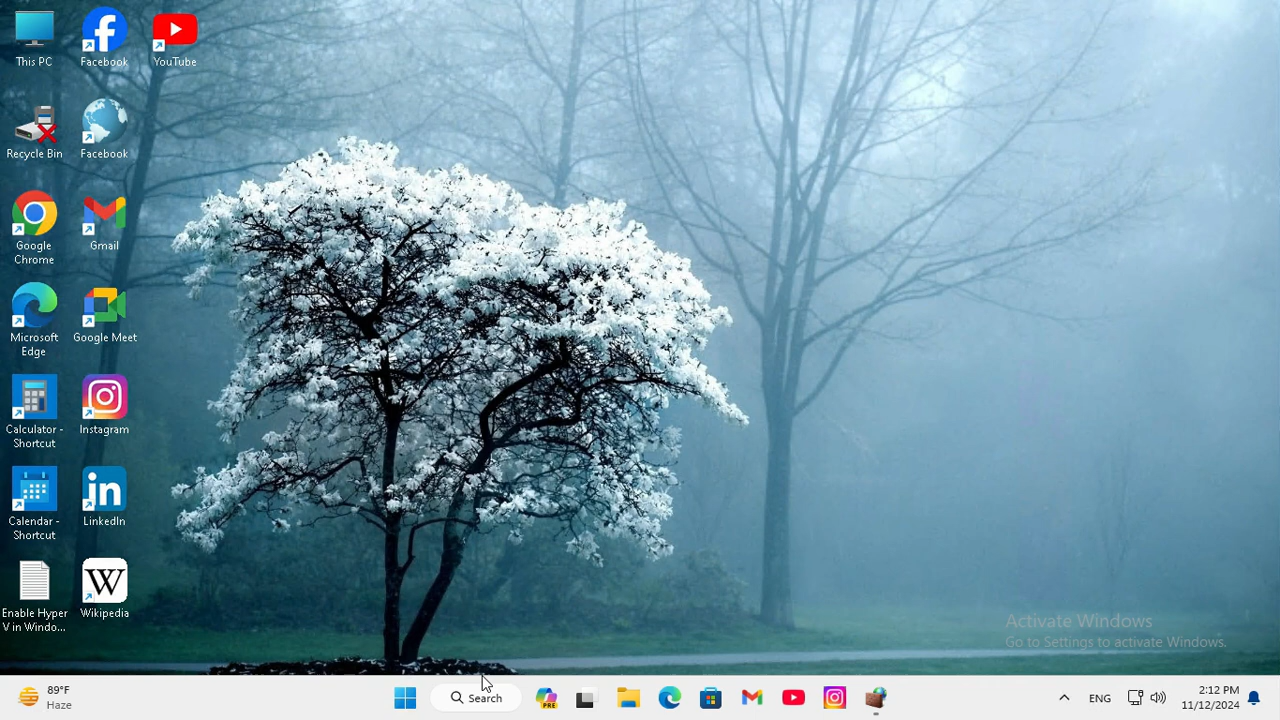 This PC
Facebook
YouTube
Recycle Bin
Facebook
Google
Chrome
Gmail
Microsoft
Edge
Google Meet
Calculator -
Shortcut
Instagram
Calendar -
Shortcut
LinkedIn
Enable Hyper
V in Windo...
W
Wikipedia
in
Activate Windows
Go to Settings to activate Windows.
89°F
Haze
Search
PRE
ENG
2:12 PM
11/12/2024